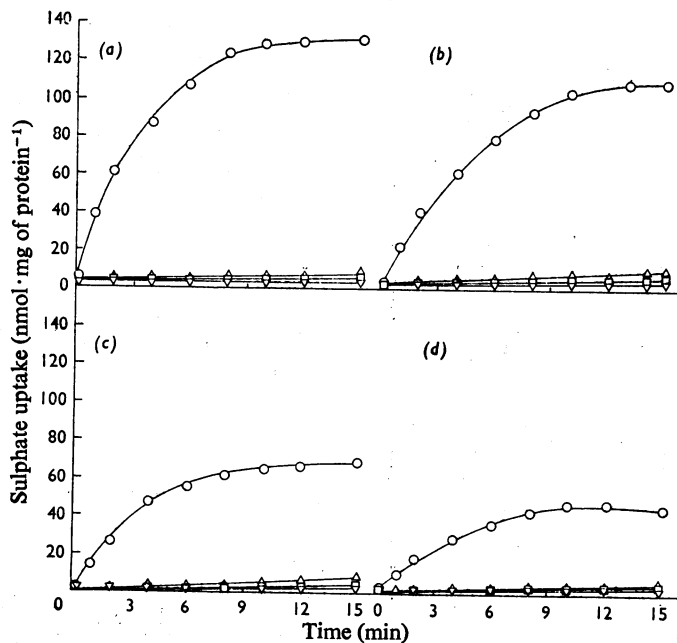 140
120
100
80
60
40
20
0
(a)
(b)
Sulphate uptake (nmol·mg of protein⁻¹)
140
120
100
80
60
40
20
(c)
(d)
0 3 6 9 12 15 0 3 6 9 12 15
Time (min)